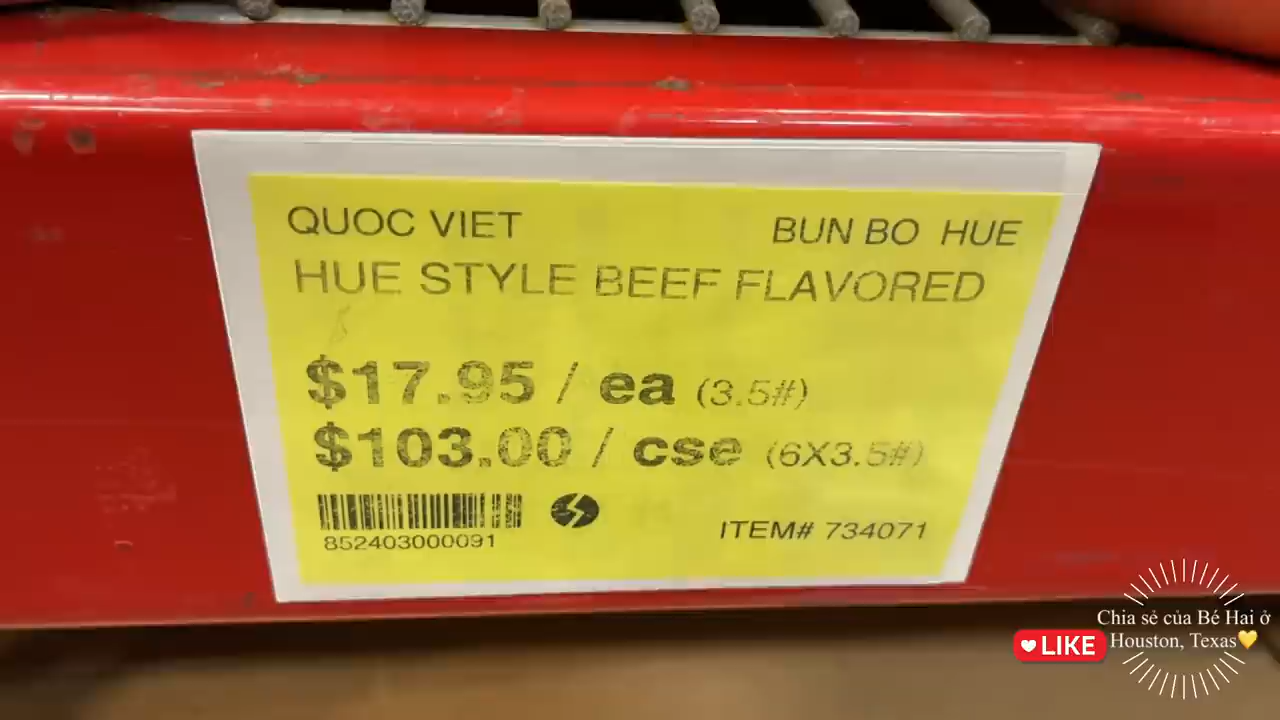 QUOC VIET BUN BO HUE
HUE STYLE BEEF FLAVORED
$17.95 / ea (3.5#)
$103.00 / cse (6X3.5#)
852403000091
ITEM# 734071
Chia sẻ của Bé Hai ở
LIKE Houston, Texas💛